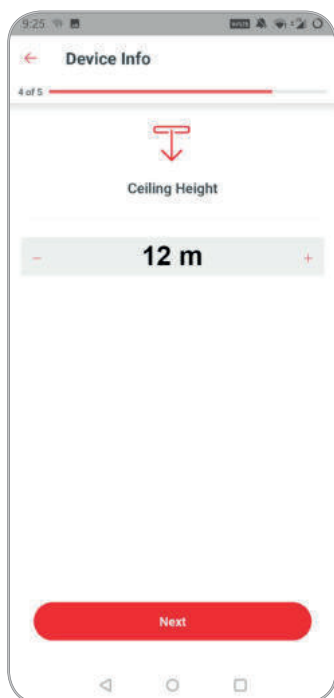 9:25
Device Info
4 of 5
Ceiling Height
− 12 m +
Next